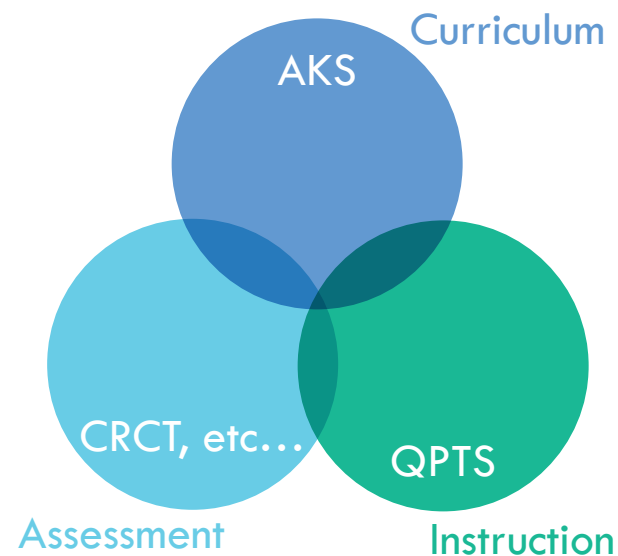 Curriculum
AKS
CRCT, etc…
QPTS
Assessment
Instruction